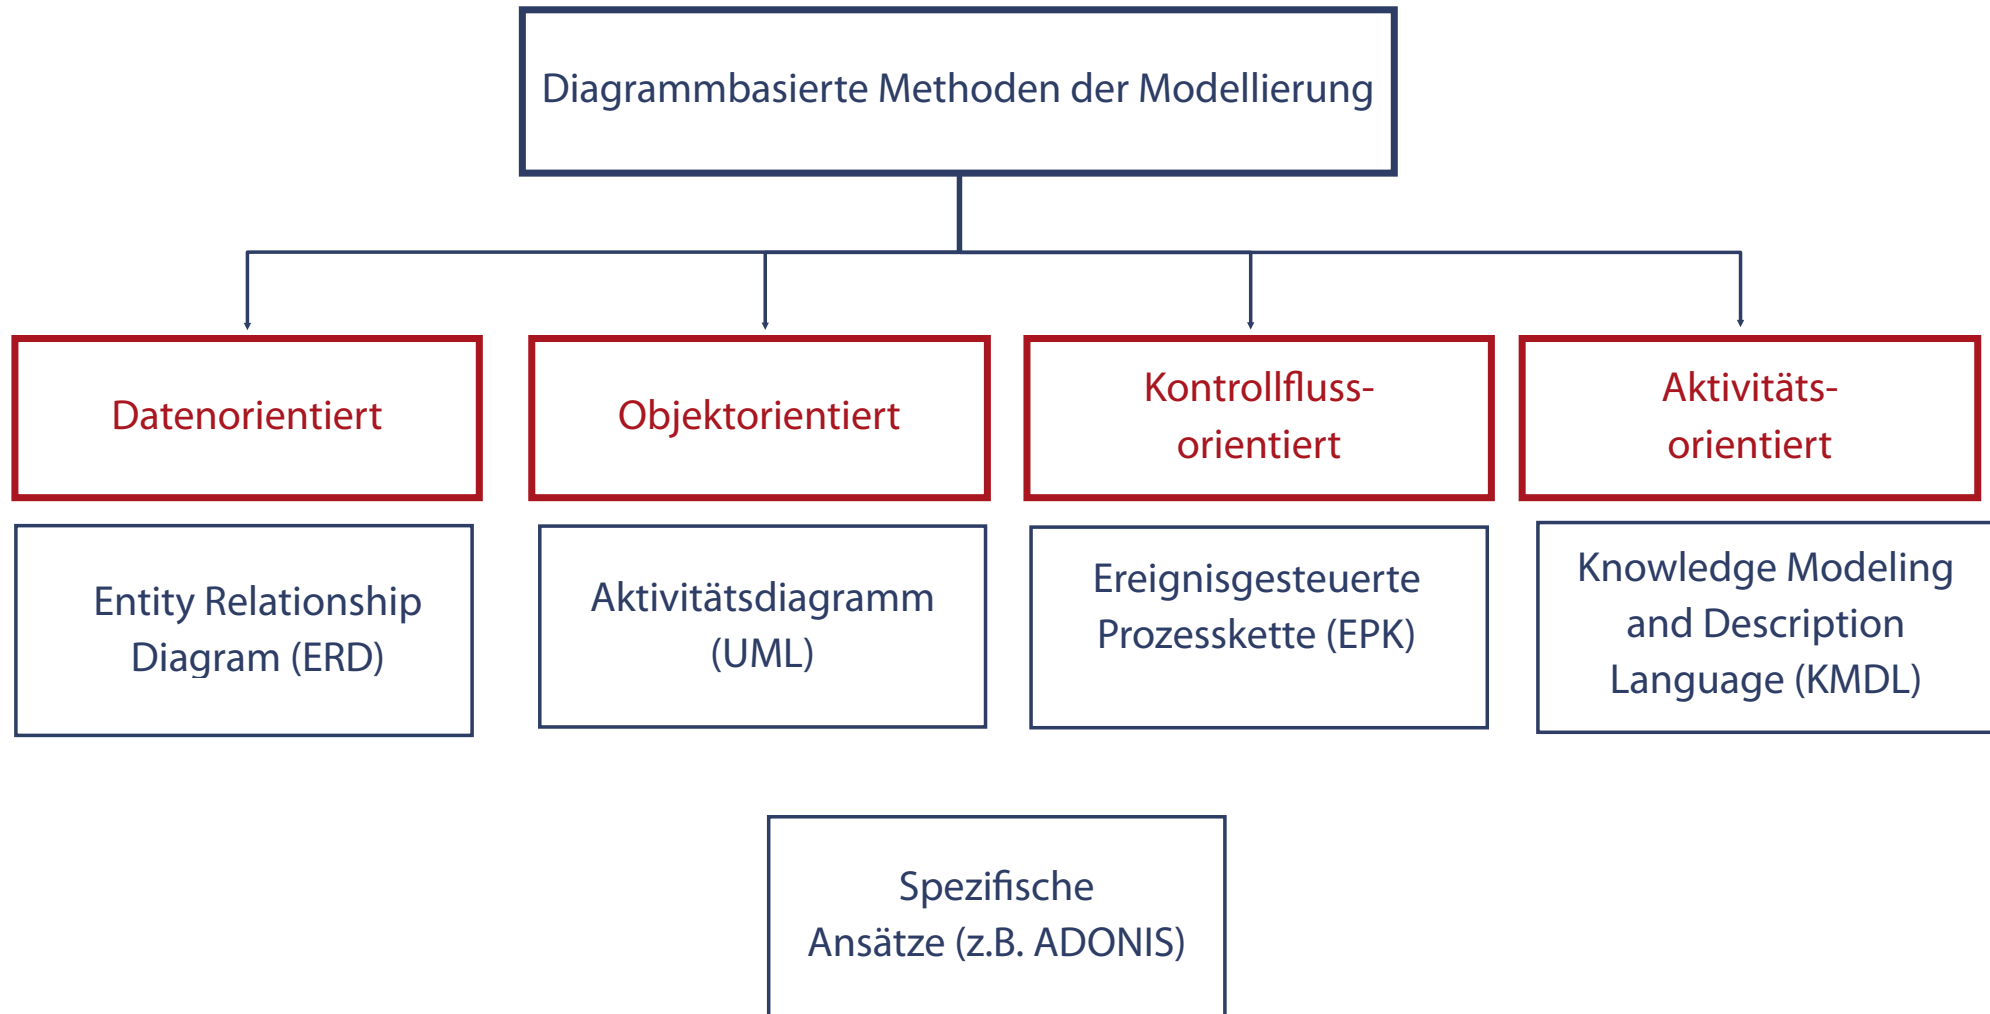 Diagrammbasierte Methoden der Modellierung
Datenorientiert
Objektorientiert
Kontrollfluss-
orientiert
Aktivitäts-
orientiert
Entity Relationship
Diagram (ERD)
Aktivitätsdiagramm
(UML)
Ereignisgesteuerte
Prozesskette (EPK)
Knowledge Modeling
and Description
Language (KMDL)
Spezifische
Ansätze (z.B. ADONIS)